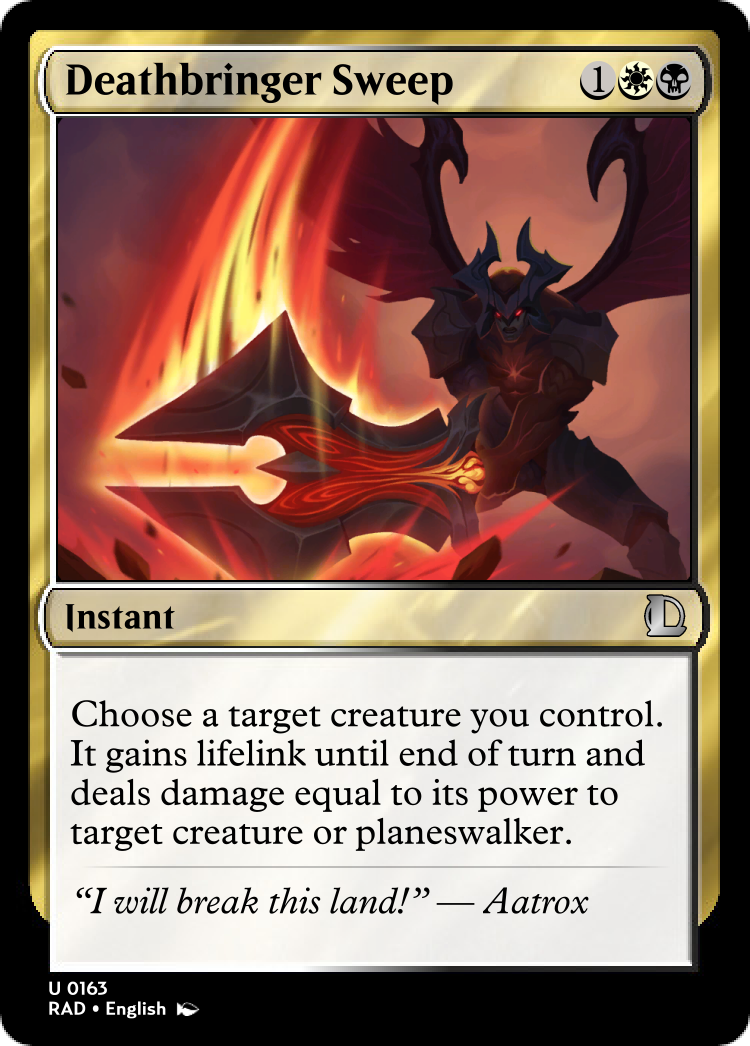 Deathbringer Sweep 1
Instant
Choose a target creature you control.
It gains lifelink until end of turn and
deals damage equal to its power to
target creature or planeswalker.
“I will break this land!” — Aatrox
U 0163
RAD • English